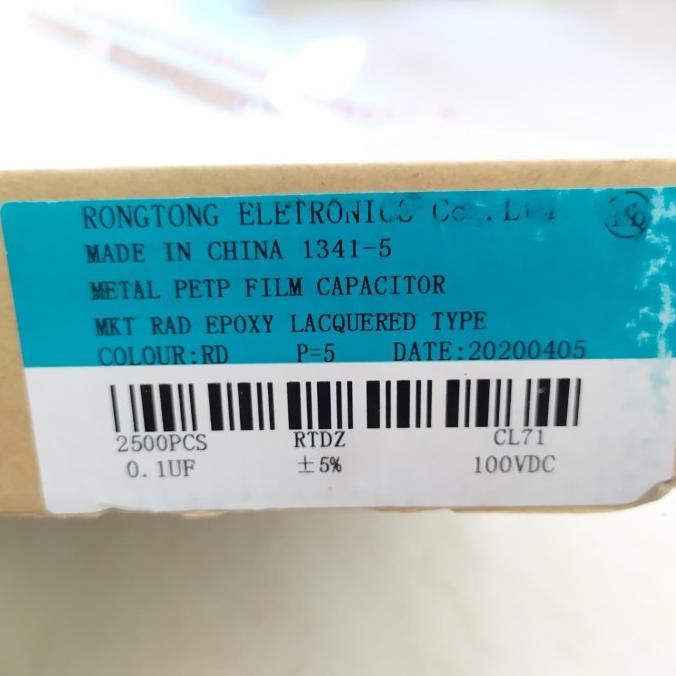 RONGTONG ELETRONICS Co
MADE IN CHINA 1341-5
METAL PETP FILM CAPACITOR
MKT RAD EPOXY LACQUERED TYPE
COLOUR:RD P=5 DATE:20200405
2500PCS RTDZ CL71
0.1UF ±5% 100VDC